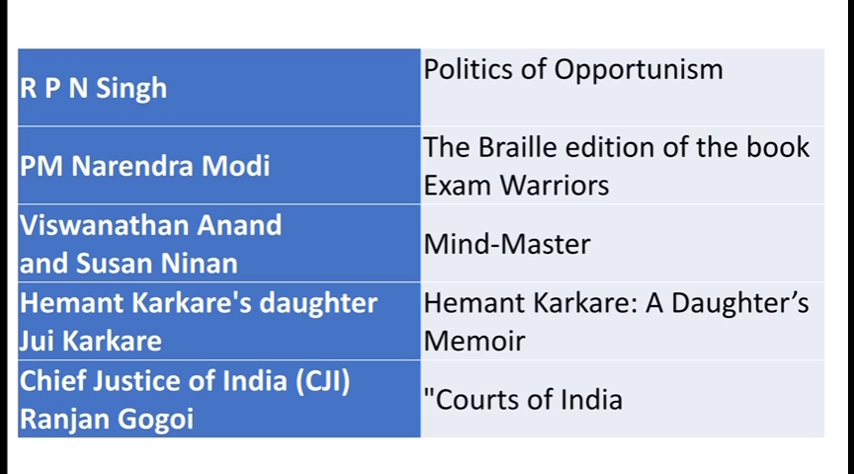 R P N Singh
Politics of Opportunism
PM Narendra Modi
The Braille edition of the book
Exam Warriors
Viswanathan Anand
and Susan Ninan
Mind-Master
Hemant Karkare's daughter
Jui Karkare
Hemant Karkare: A Daughter’s
Memoir
Chief Justice of India (CJI)
Ranjan Gogoi
"Courts of India